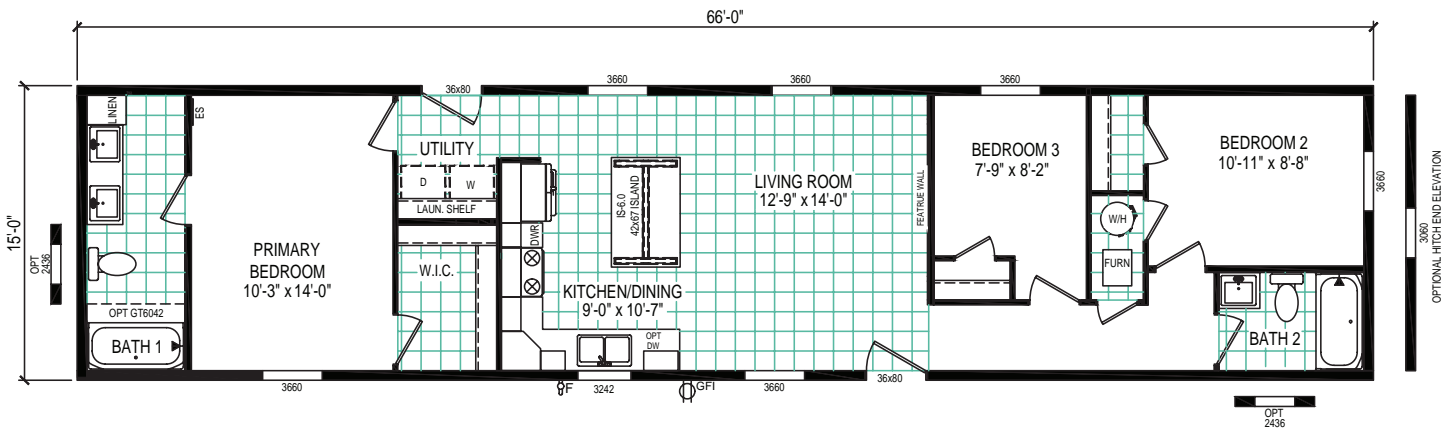 66'-0"
15'-0"
3660
3660
3660
36x80
LINEN
ES
UTILITY
D
W
LAUN. SHELF
PRIMARY
BEDROOM
10'-3" x 14'-0"
W.I.C.
OPT GT6042
BATH 1
OPT
2436
DWR
IS-6.0
42x67 ISLAND
KITCHEN/DINING
9'-0" x 10'-7"
OPT
DW
LIVING ROOM
12'-9" x 14'-0"
FEATRUE WALL
BEDROOM 3
7'-9" x 8'-2"
W/H
FURN
BEDROOM 2
10'-11" x 8'-8"
BATH 2
3660
3060
OPTIONAL HITCH END ELEVATION
3660
F
3242
GFI
3660
36x80
OPT
2436